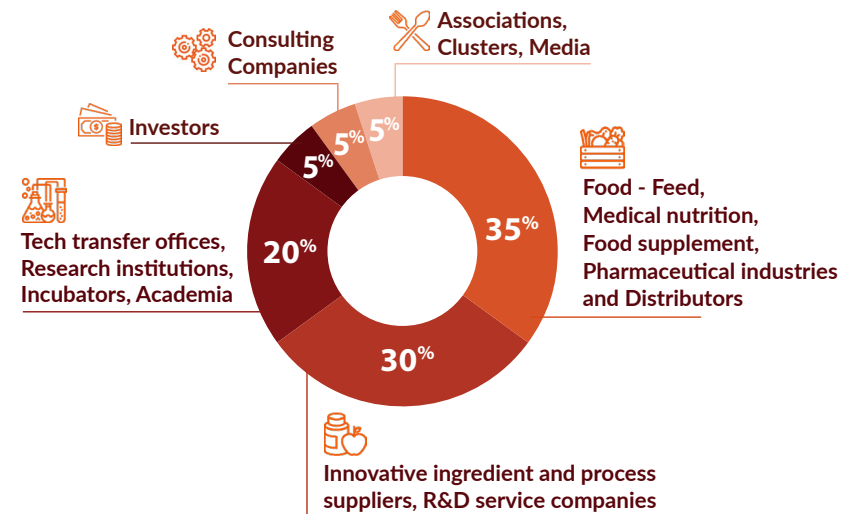 Associations,
Clusters, Media
Consulting
Companies
Investors
5%
5%
5%
Food - Feed,
Medical nutrition,
Food supplement,
Pharmaceutical industries
and Distributors
35%
Tech transfer offices,
Research institutions,
Incubators, Academia
20%
30%
Innovative ingredient and process
suppliers, R&D service companies